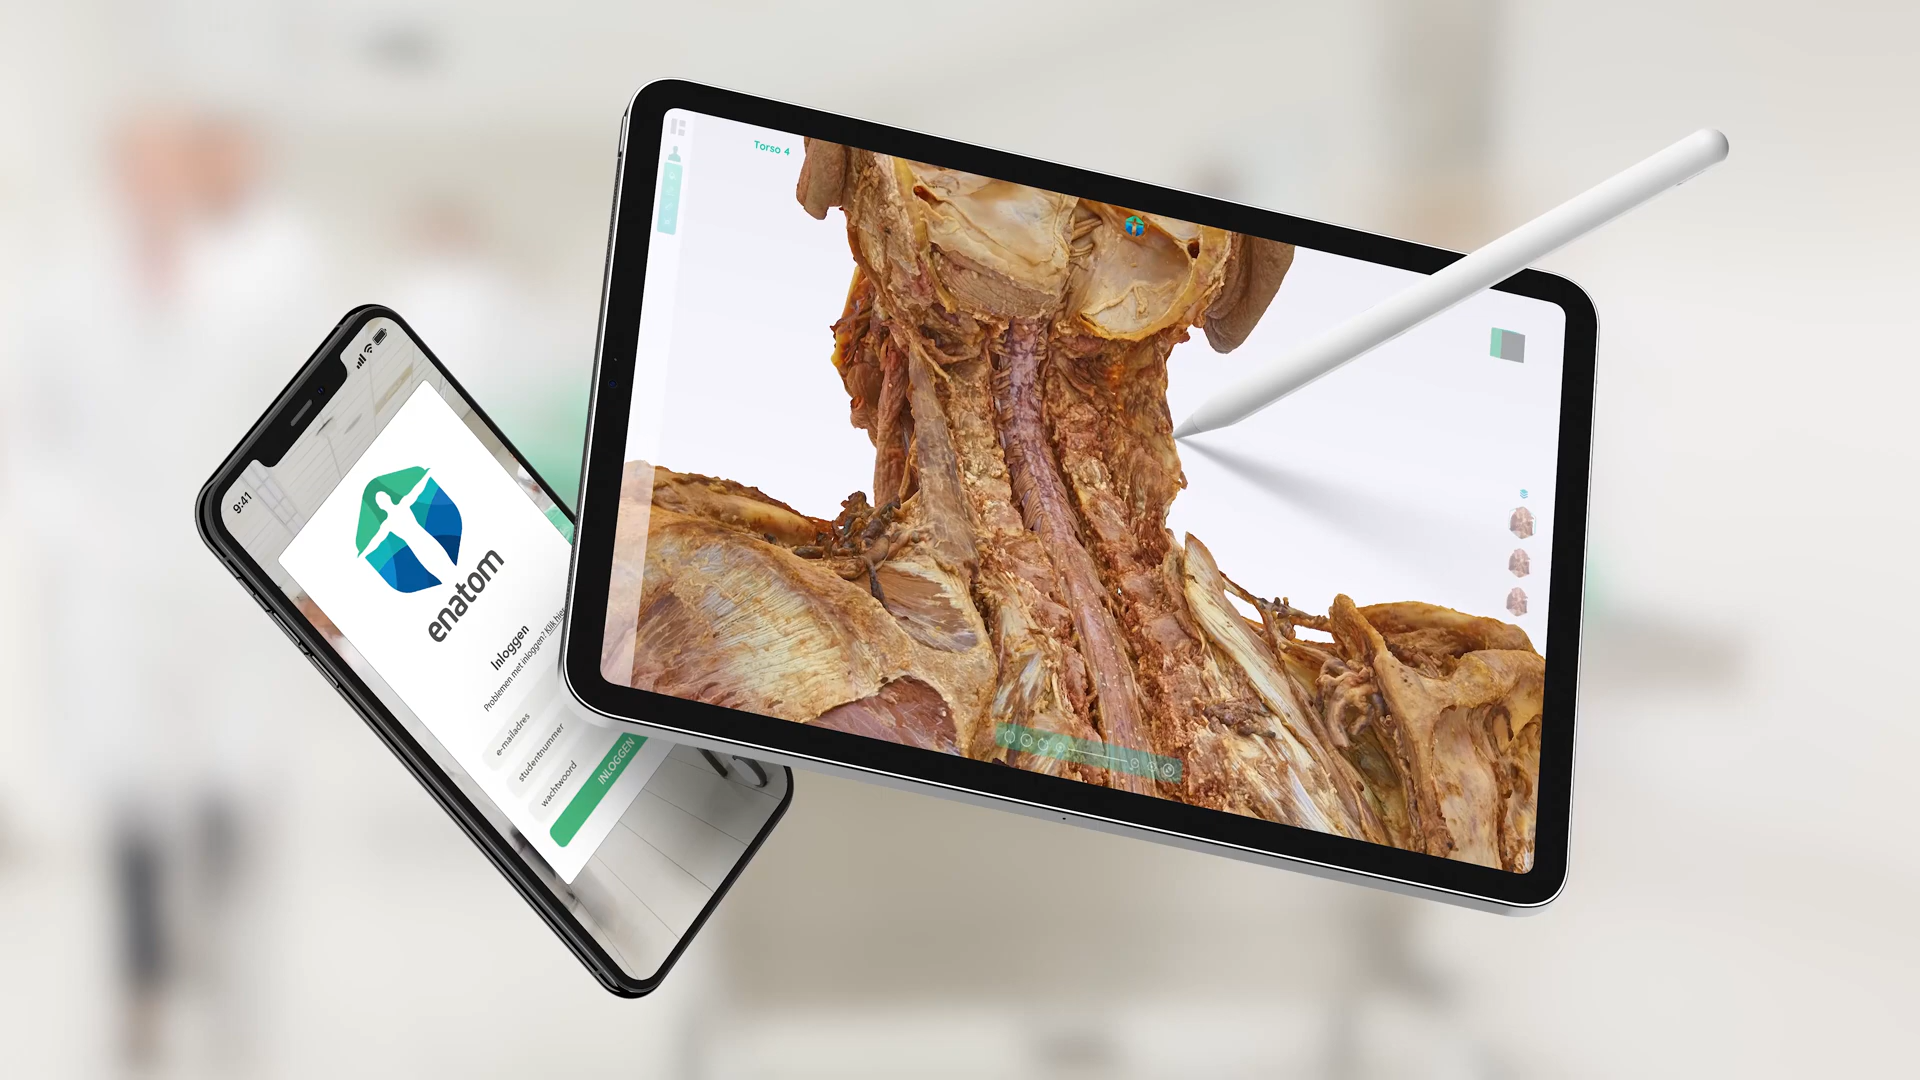 9:41
enatom
Inloggen
Problemen met inloggen? Klik hier
e-mailadres
studentnummer
wachtwoord
INLOGGEN
Torso 4